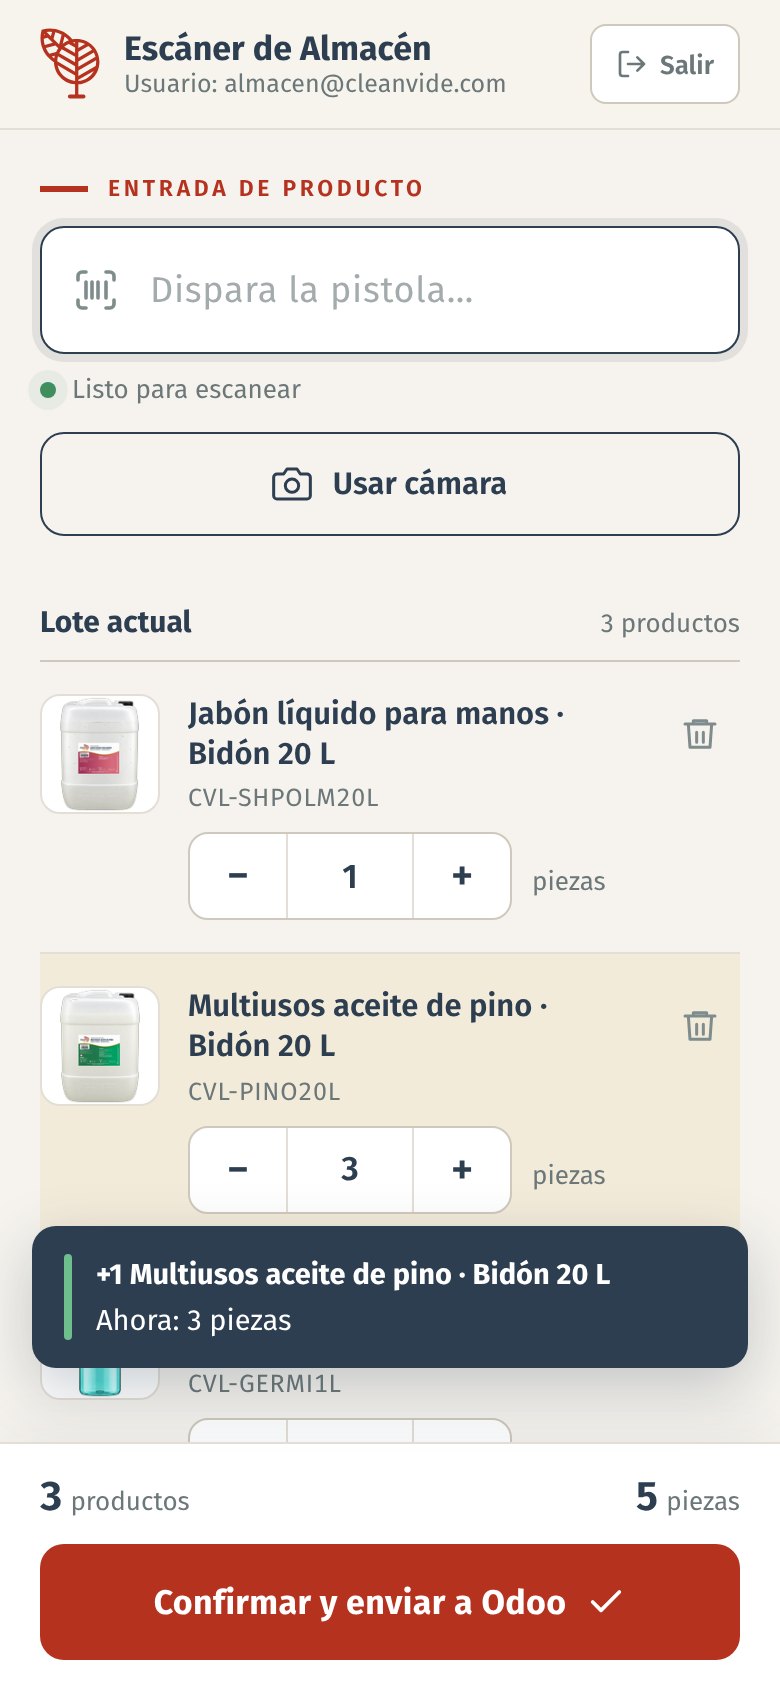 Escáner de Almacén
Usuario: almacen@cleanvide.com
Salir
ENTRADA DE PRODUCTO
Dispara la pistola...
Listo para escanear
Usar cámara
Lote actual
3 productos
Jabón líquido para manos ·
Bidón 20 L
CVL-SHPOLM20L
− 1 + piezas
Multiusos aceite de pino ·
Bidón 20 L
CVL-PINO20L
− 3 + piezas
+1 Multiusos aceite de pino · Bidón 20 L
Ahora: 3 piezas
CVL-GERMI1L
3 productos
5 piezas
Confirmar y enviar a Odoo